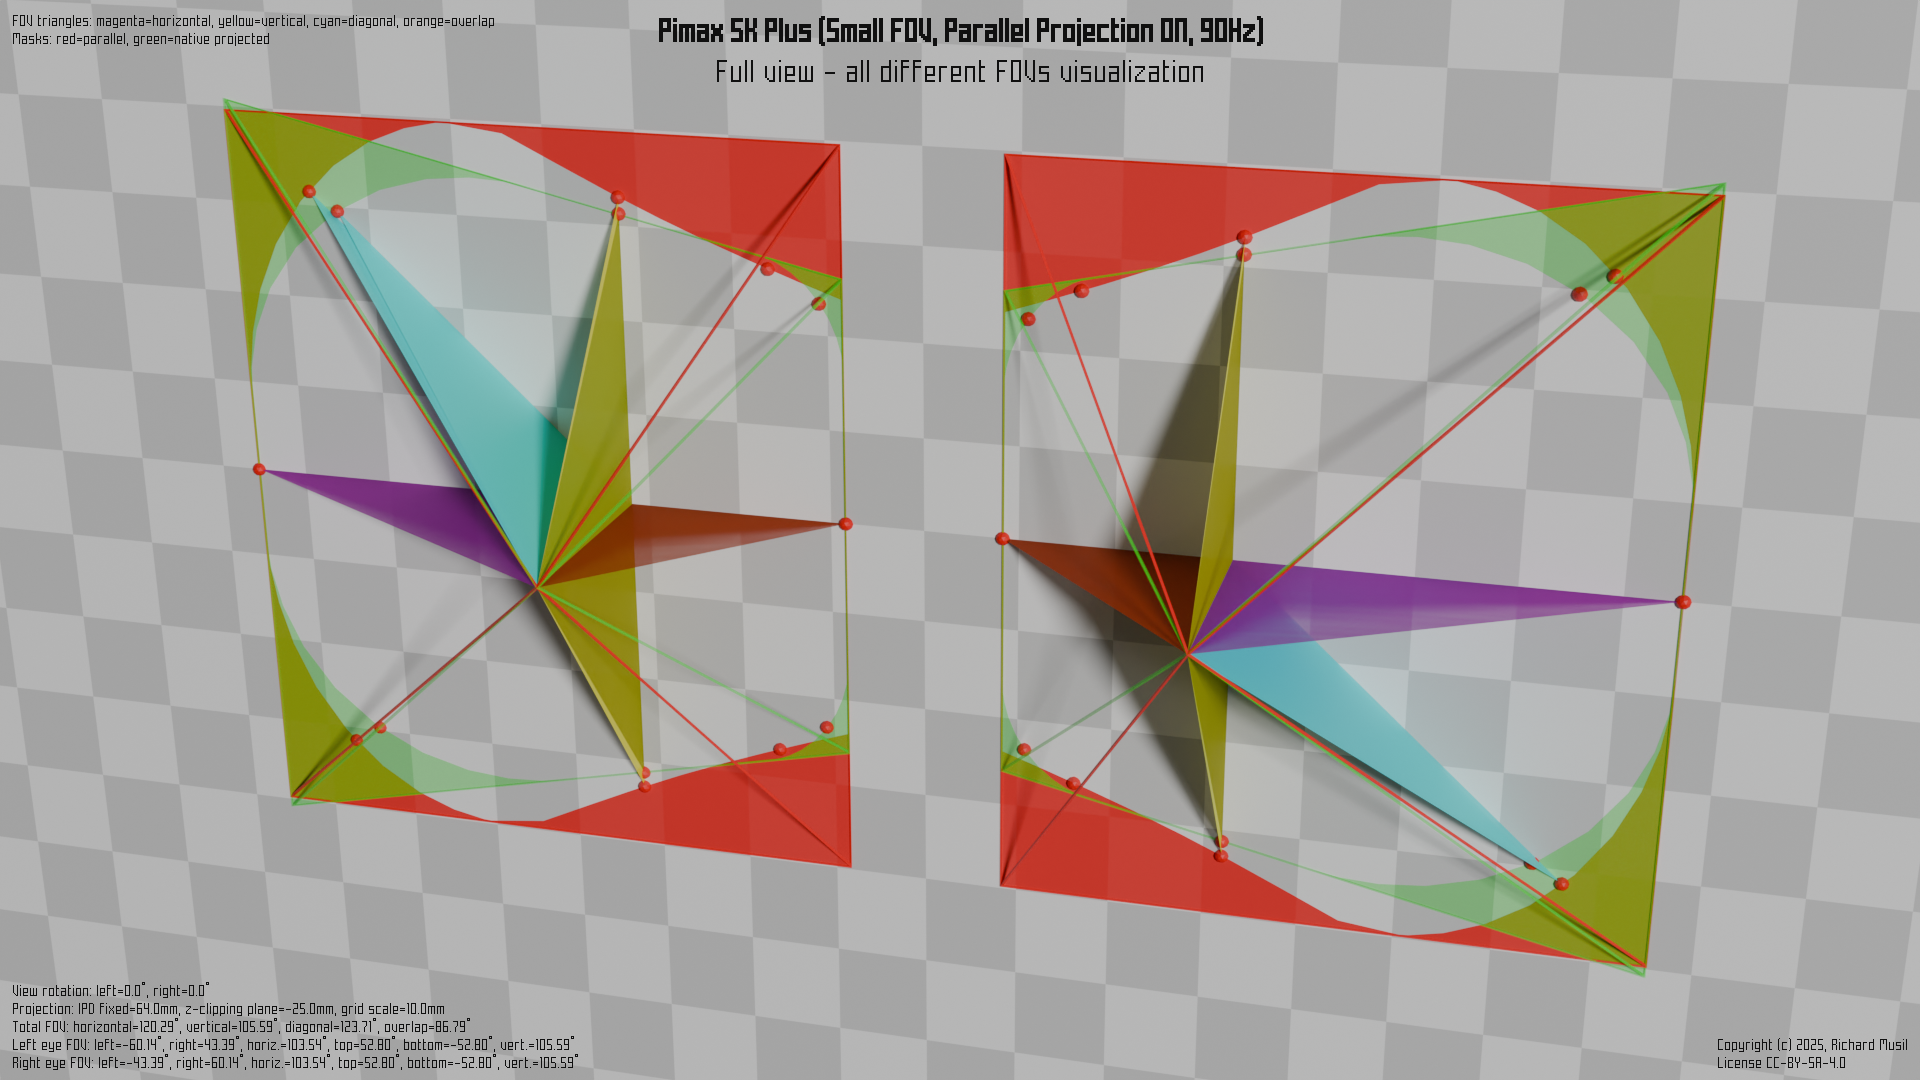 FOV triangles: magenta=horizontal, yellow=vertical, cyan=diagonal, orange=overlap
Masks: red=parallel, green=native projected
Pimax 5K Plus (Small FOV, Parallel Projection ON, 90Hz)
Full view - all different FOVs visualization
View rotation: left=0.0°, right=0.0°
Projection: IPD fixed=64.0mm, z-clipping plane=-25.0mm, grid scale=10.0mm
Total FOV: horizontal=120.29°, vertical=105.59°, diagonal=123.71°, overlap=86.79°
Left eye FOV: left=-60.14°, right=43.39°, horiz.=103.54°, top=52.80°, bottom=-52.80°, vert.=105.59°
Right eye FOV: left=-43.39°, right=60.14°, horiz.=103.54°, top=52.80°, bottom=-52.80°, vert.=105.59°
Copyright (c) 2025, Richard Musil
License CC-BY-SA-4.0